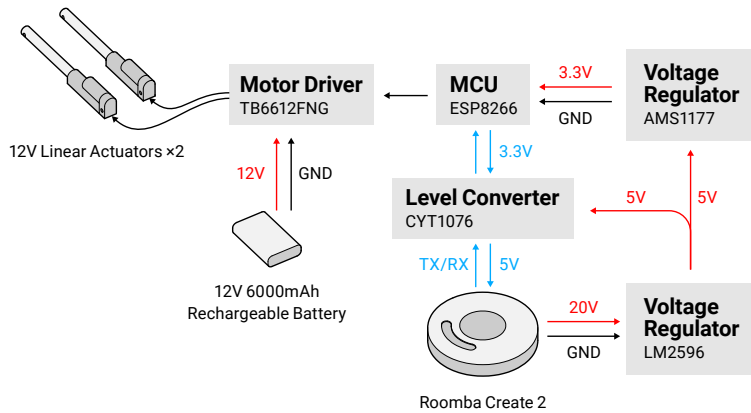 Motor Driver
TB6612FNG
MCU
ESP8266
3.3V
GND
Voltage
Regulator
AMS1177
12V Linear Actuators ×2
12V
GND
3.3V
Level Converter
CYT1076
5V
5V
TX/RX
5V
12V 6000mAh
Rechargeable Battery
20V
GND
Voltage
Regulator
LM2596
Roomba Create 2